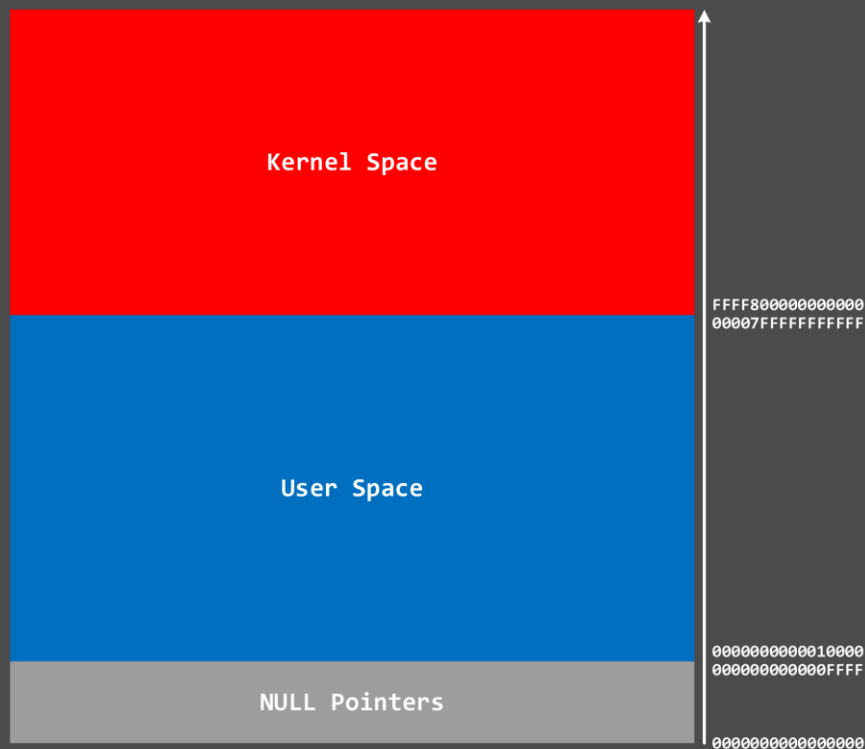 Kernel Space
FFFF800000000000
00007FFFFFFFFFFF
User Space
0000000000010000
000000000000FFFF
NULL Pointers
0000000000000000